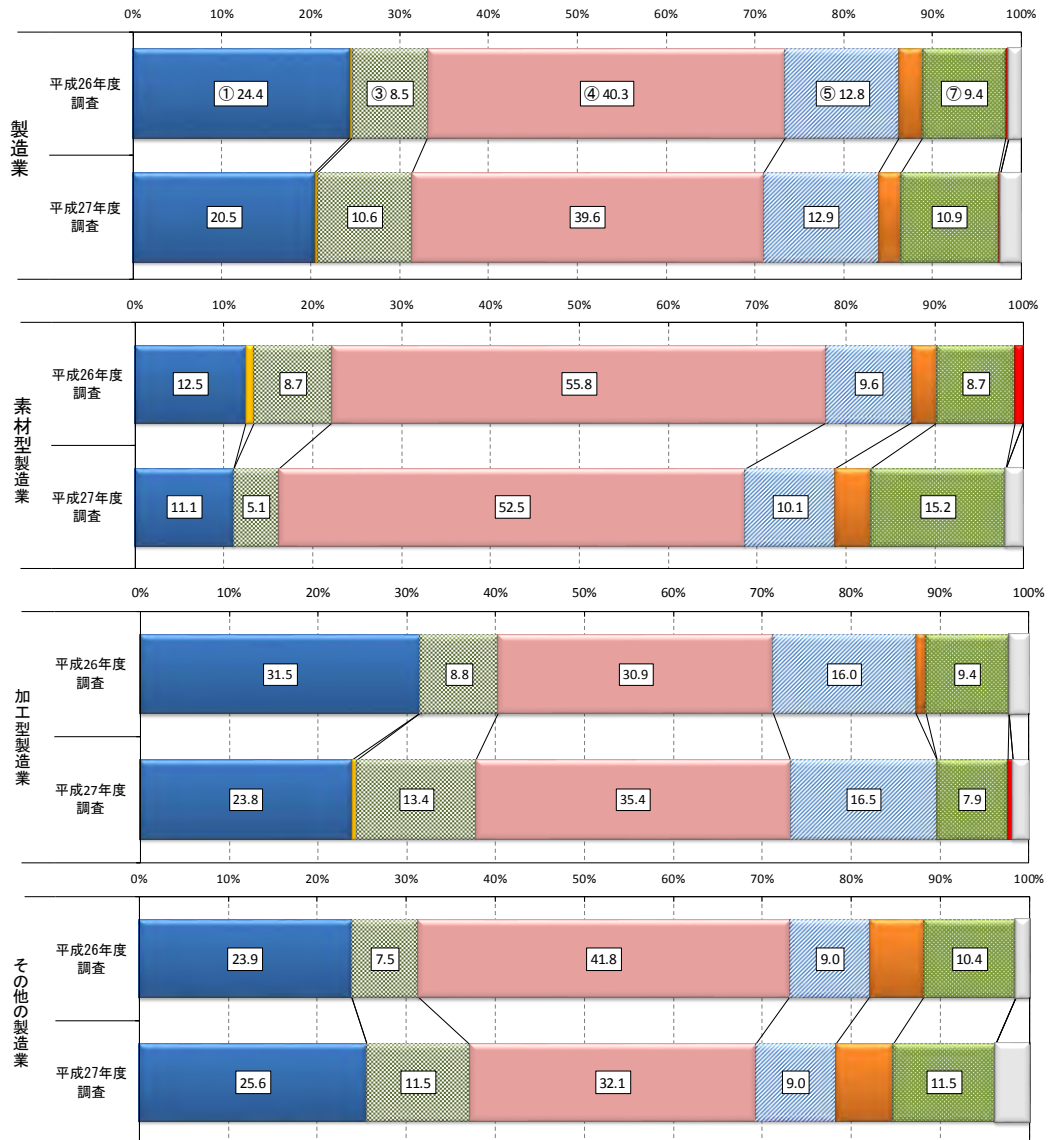 0% 10% 20% 30% 40% 50% 60% 70% 80% 90% 100%
製造業
平成26年度
調査
① 24.4 ③ 8.5 ④ 40.3 ⑤ 12.8 ⑦ 9.4
平成27年度
調査
20.5 10.6 39.6 12.9 10.9
0% 10% 20% 30% 40% 50% 60% 70% 80% 90% 100%
素材型製造業
平成26年度
調査
12.5 8.7 55.8 9.6 8.7
平成27年度
調査
11.1 5.1 52.5 10.1 15.2
0% 10% 20% 30% 40% 50% 60% 70% 80% 90% 100%
加工型製造業
平成26年度
調査
31.5 8.8 30.9 16.0 9.4
平成27年度
調査
23.8 13.4 35.4 16.5 7.9
0% 10% 20% 30% 40% 50% 60% 70% 80% 90% 100%
その他の製造業
平成26年度
調査
23.9 7.5 41.8 9.0 10.4
平成27年度
調査
25.6 11.5 32.1 9.0 11.5